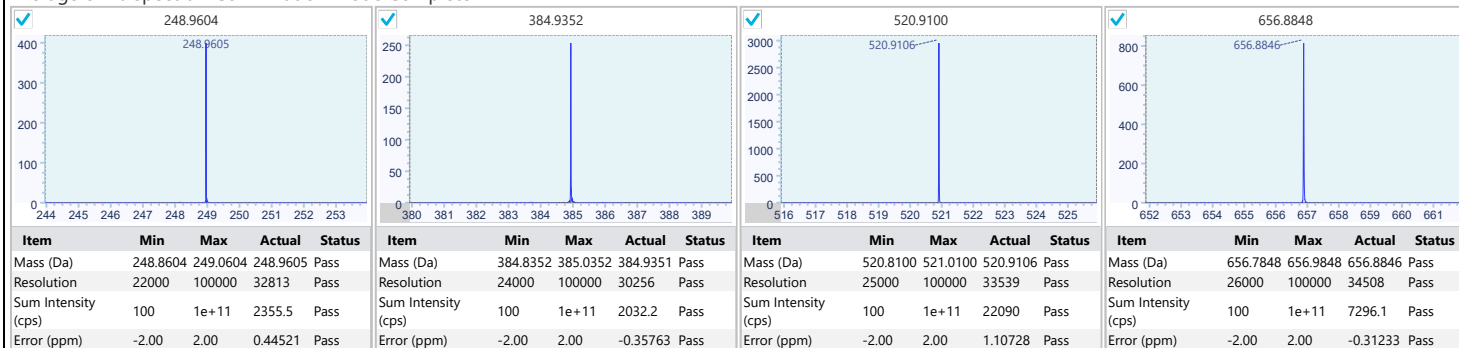 248.9604
248.9605
400
300
200
100
0
244 245 246 247 248 249 250 251 252 253
Item Min Max Actual Status
Mass (Da) 248.8604 249.0604 248.9605 Pass
Resolution 22000 100000 32813 Pass
Sum Intensity
(cps) 100 1e+11 2355.5 Pass
Error (ppm) -2.00 2.00 0.44521 Pass
384.9352
250
200
150
100
50
0
380 381 382 383 384 385 386 387 388 389
Item Min Max Actual Status
Mass (Da) 384.8352 385.0352 384.9351 Pass
Resolution 24000 100000 30256 Pass
Sum Intensity
(cps) 100 1e+11 2032.2 Pass
Error (ppm) -2.00 2.00 -0.35763 Pass
520.9100
520.9106
3000
2500
2000
1500
1000
500
0
516 517 518 519 520 521 522 523 524 525
Item Min Max Actual Status
Mass (Da) 520.8100 521.0100 520.9106 Pass
Resolution 25000 100000 33539 Pass
Sum Intensity
(cps) 100 1e+11 22090 Pass
Error (ppm) -2.00 2.00 1.10728 Pass
656.8848
656.8846
800
600
400
200
0
652 653 654 655 656 657 658 659 660 661
Item Min Max Actual Status
Mass (Da) 656.7848 656.9848 656.8846 Pass
Resolution 26000 100000 34508 Pass
Sum Intensity
(cps) 100 1e+11 7296.1 Pass
Error (ppm) -2.00 2.00 -0.31233 Pass